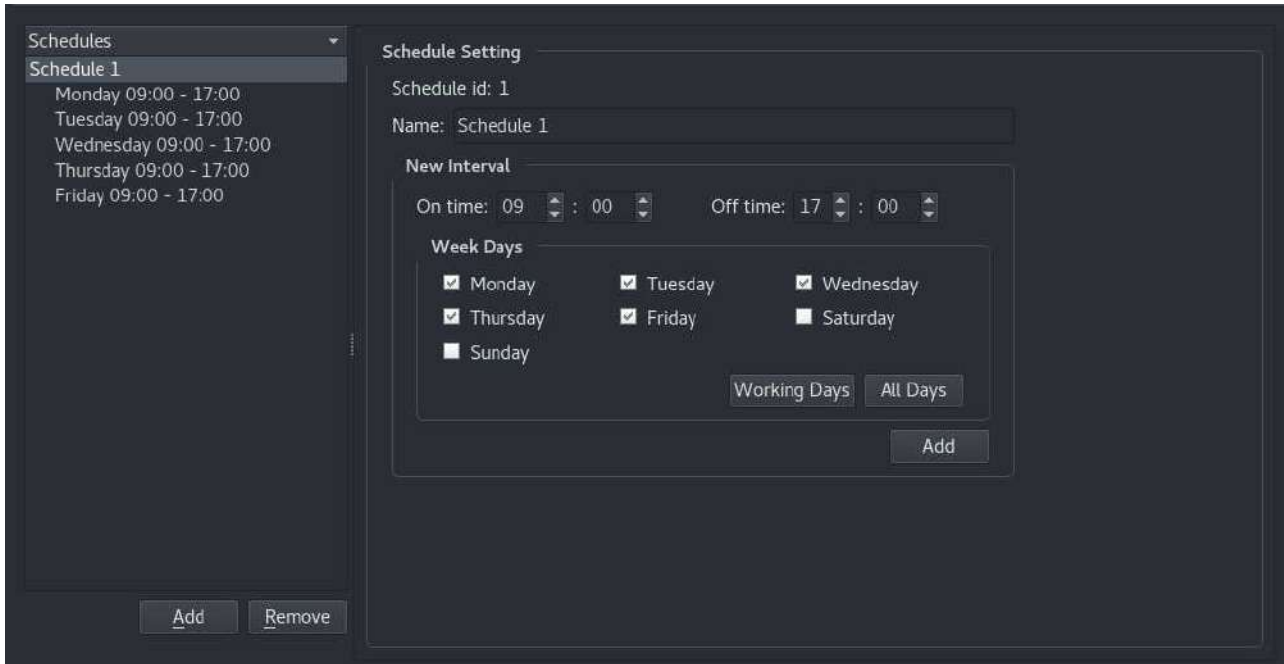 Schedules
Schedule 1
Monday 09:00 - 17:00
Tuesday 09:00 - 17:00
Wednesday 09:00 - 17:00
Thursday 09:00 - 17:00
Friday 09:00 - 17:00
Add Remove
Schedule Setting
Schedule id: 1
Name: Schedule 1
New Interval
On time: 09 : 00 Off time: 17 : 00
Week Days
Monday Tuesday Wednesday
Thursday Friday Saturday
Sunday
Working Days All Days
Add